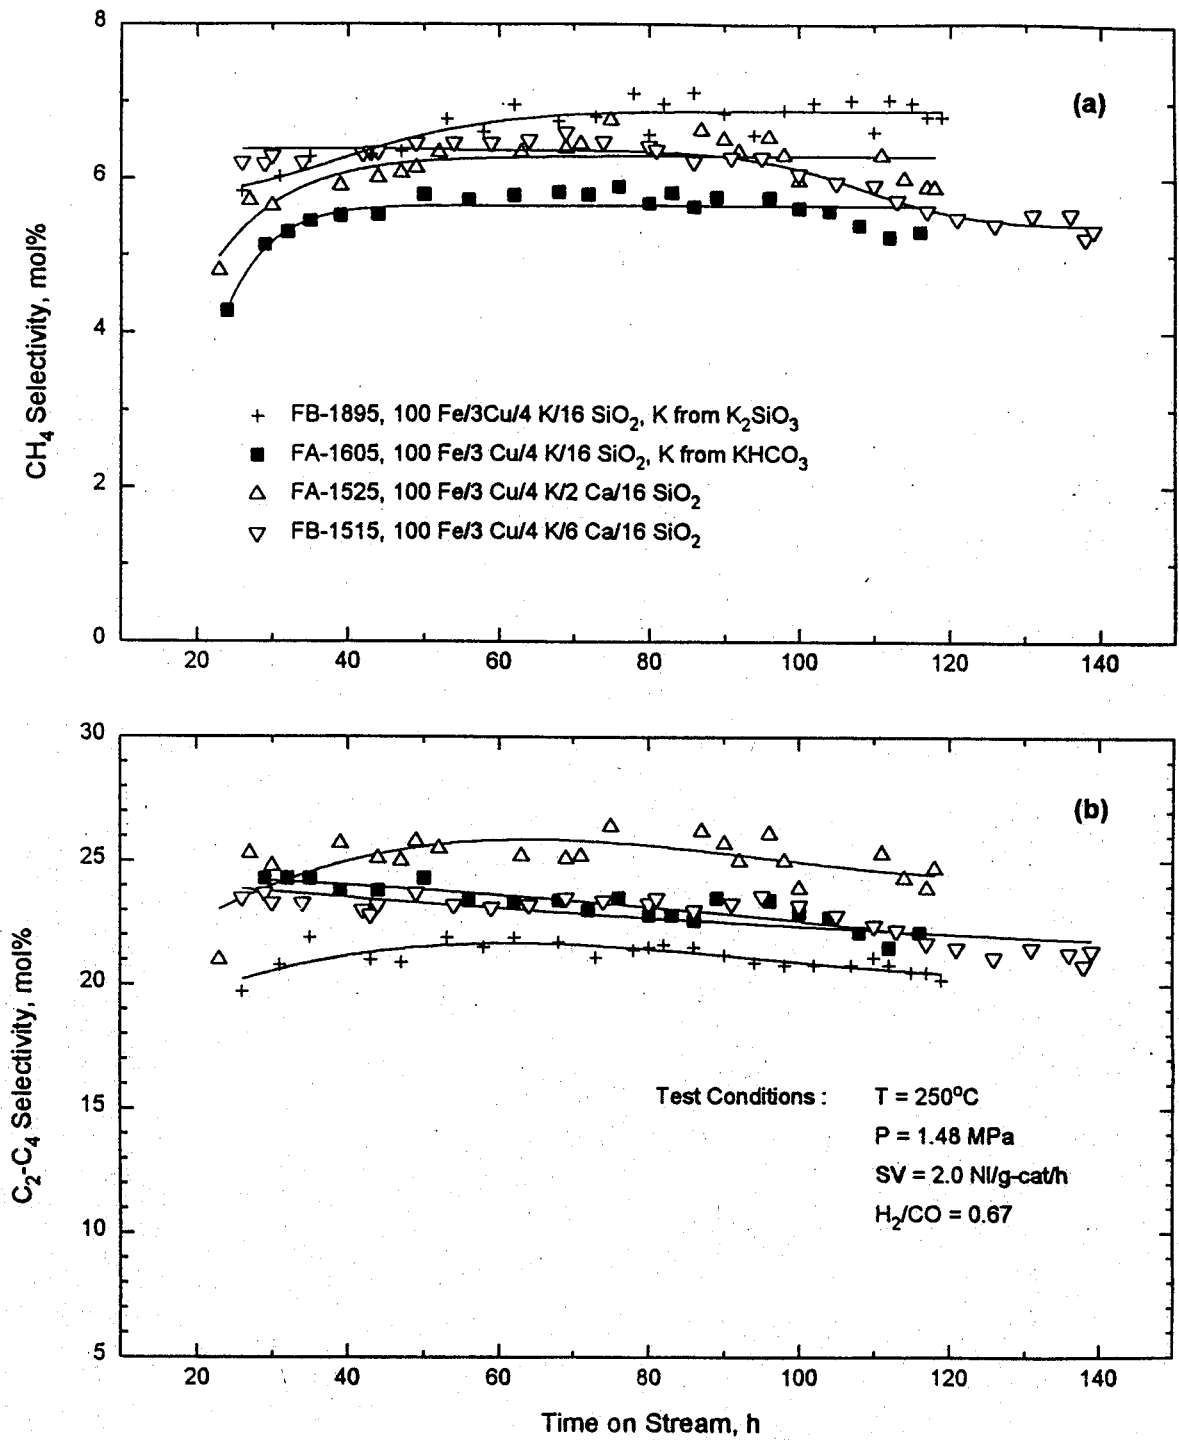 8
6
4
2
0
CH₄ Selectivity, mol%
(a)
+ FB-1895, 100 Fe/3Cu/4 K/16 SiO₂, K from K₂SiO₃
■ FA-1605, 100 Fe/3 Cu/4 K/16 SiO₂, K from KHCO₃
△ FA-1525, 100 Fe/3 Cu/4 K/2 Ca/16 SiO₂
▽ FB-1515, 100 Fe/3 Cu/4 K/6 Ca/16 SiO₂
20 40 60 80 100 120 140
30
25
20
15
10
5
C₂-C₄ Selectivity, mol%
(b)
Test Conditions : T = 250°C
P = 1.48 MPa
SV = 2.0 Nl/g-cat/h
H₂/CO = 0.67
20 40 60 80 100 120 140
Time on Stream, h